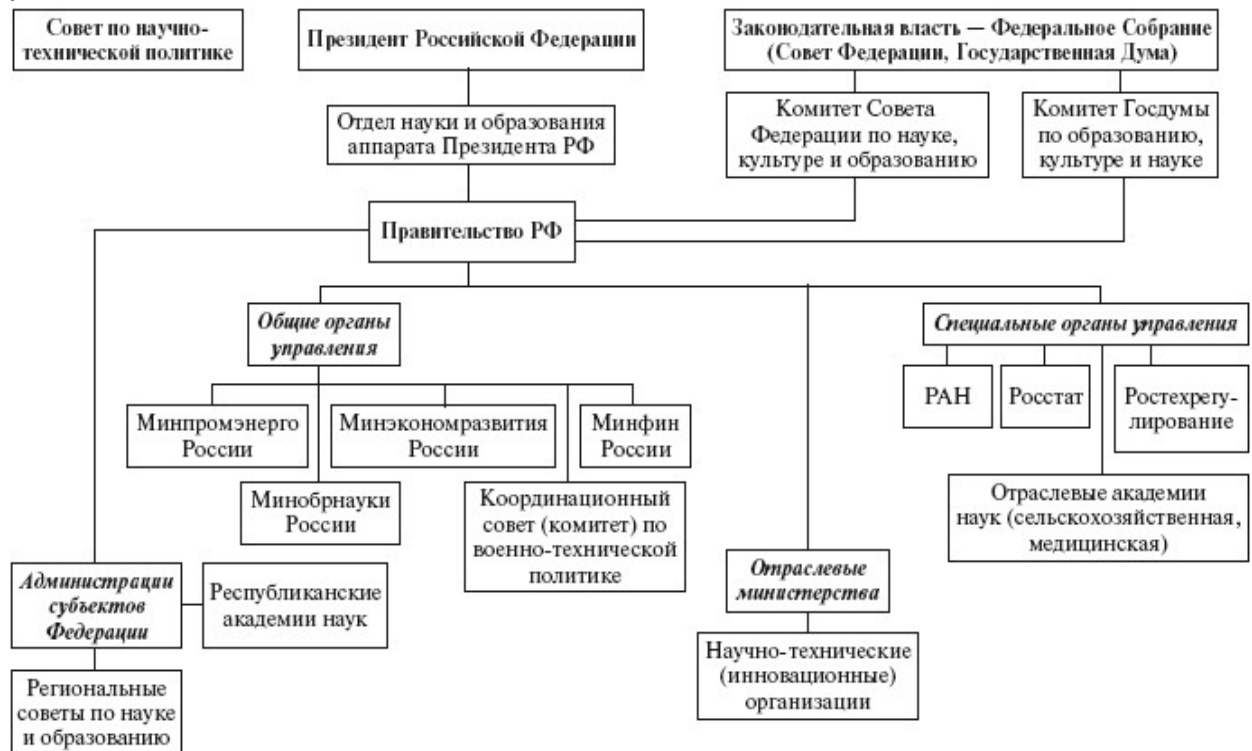 Совет по научно-
технической политике
Президент Российской Федерации
Законодательная власть — Федеральное Собрание
(Совет Федерации, Государственная Дума)
Отдел науки и образования
аппарата Президента РФ
Комитет Совета
Федерации по науке,
культуре и образованию
Комитет Госдумы
по образованию,
культуре и науке
Правительство РФ
Общие органы
управления
Специальные органы управления
РАН
Росстат
Ростехрегу-
лирование
Минпромэнерго
России
Минэкономразвития
России
Минфин
России
Минобрнауки
России
Координационный
совет (комитет) по
военно-технической
политике
Отраслевые академии
наук (сельскохозяйственная,
медицинская)
Администрации
субъектов
Федерации
Республиканские
академии наук
Отраслевые
министерства
Региональные
советы по науке
и образованию
Научно-технические
(инновационные)
организации